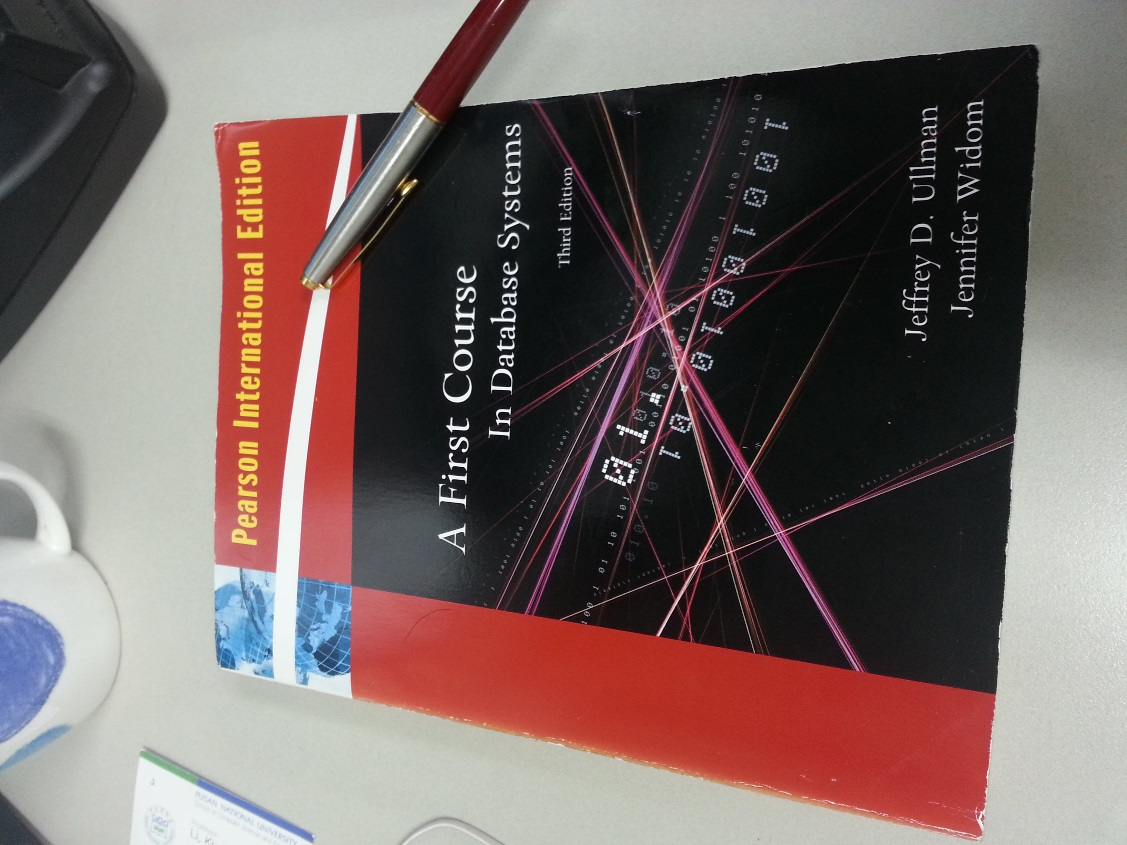 Pearson International Edition
A First Course
In Database Systems
Third Edition
Jeffrey D. Ullman
Jennifer Widom
PUSAN NATIONAL UNIVERSITY